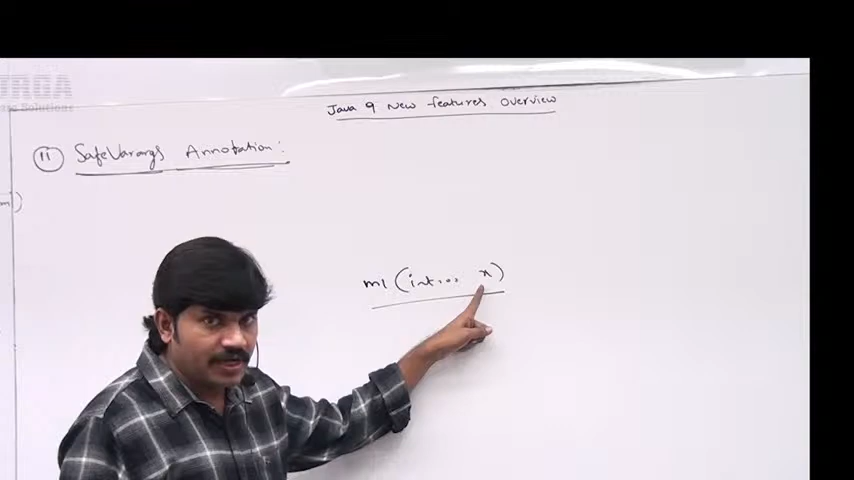 Java 9 New features Overview
11 SafeVarargs Annotation:
m1(int... x)